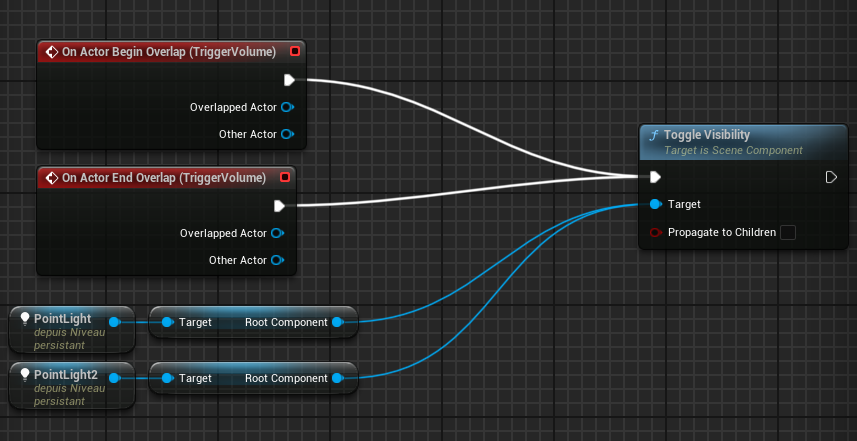 On Actor Begin Overlap (TriggerVolume)
Overlapped Actor
Other Actor
On Actor End Overlap (TriggerVolume)
Overlapped Actor
Other Actor
Toggle Visibility
Target is Scene Component
Target
Propagate to Children
PointLight
depuis Niveau
persistant
Target Root Component
PointLight2
depuis Niveau
persistant
Target Root Component